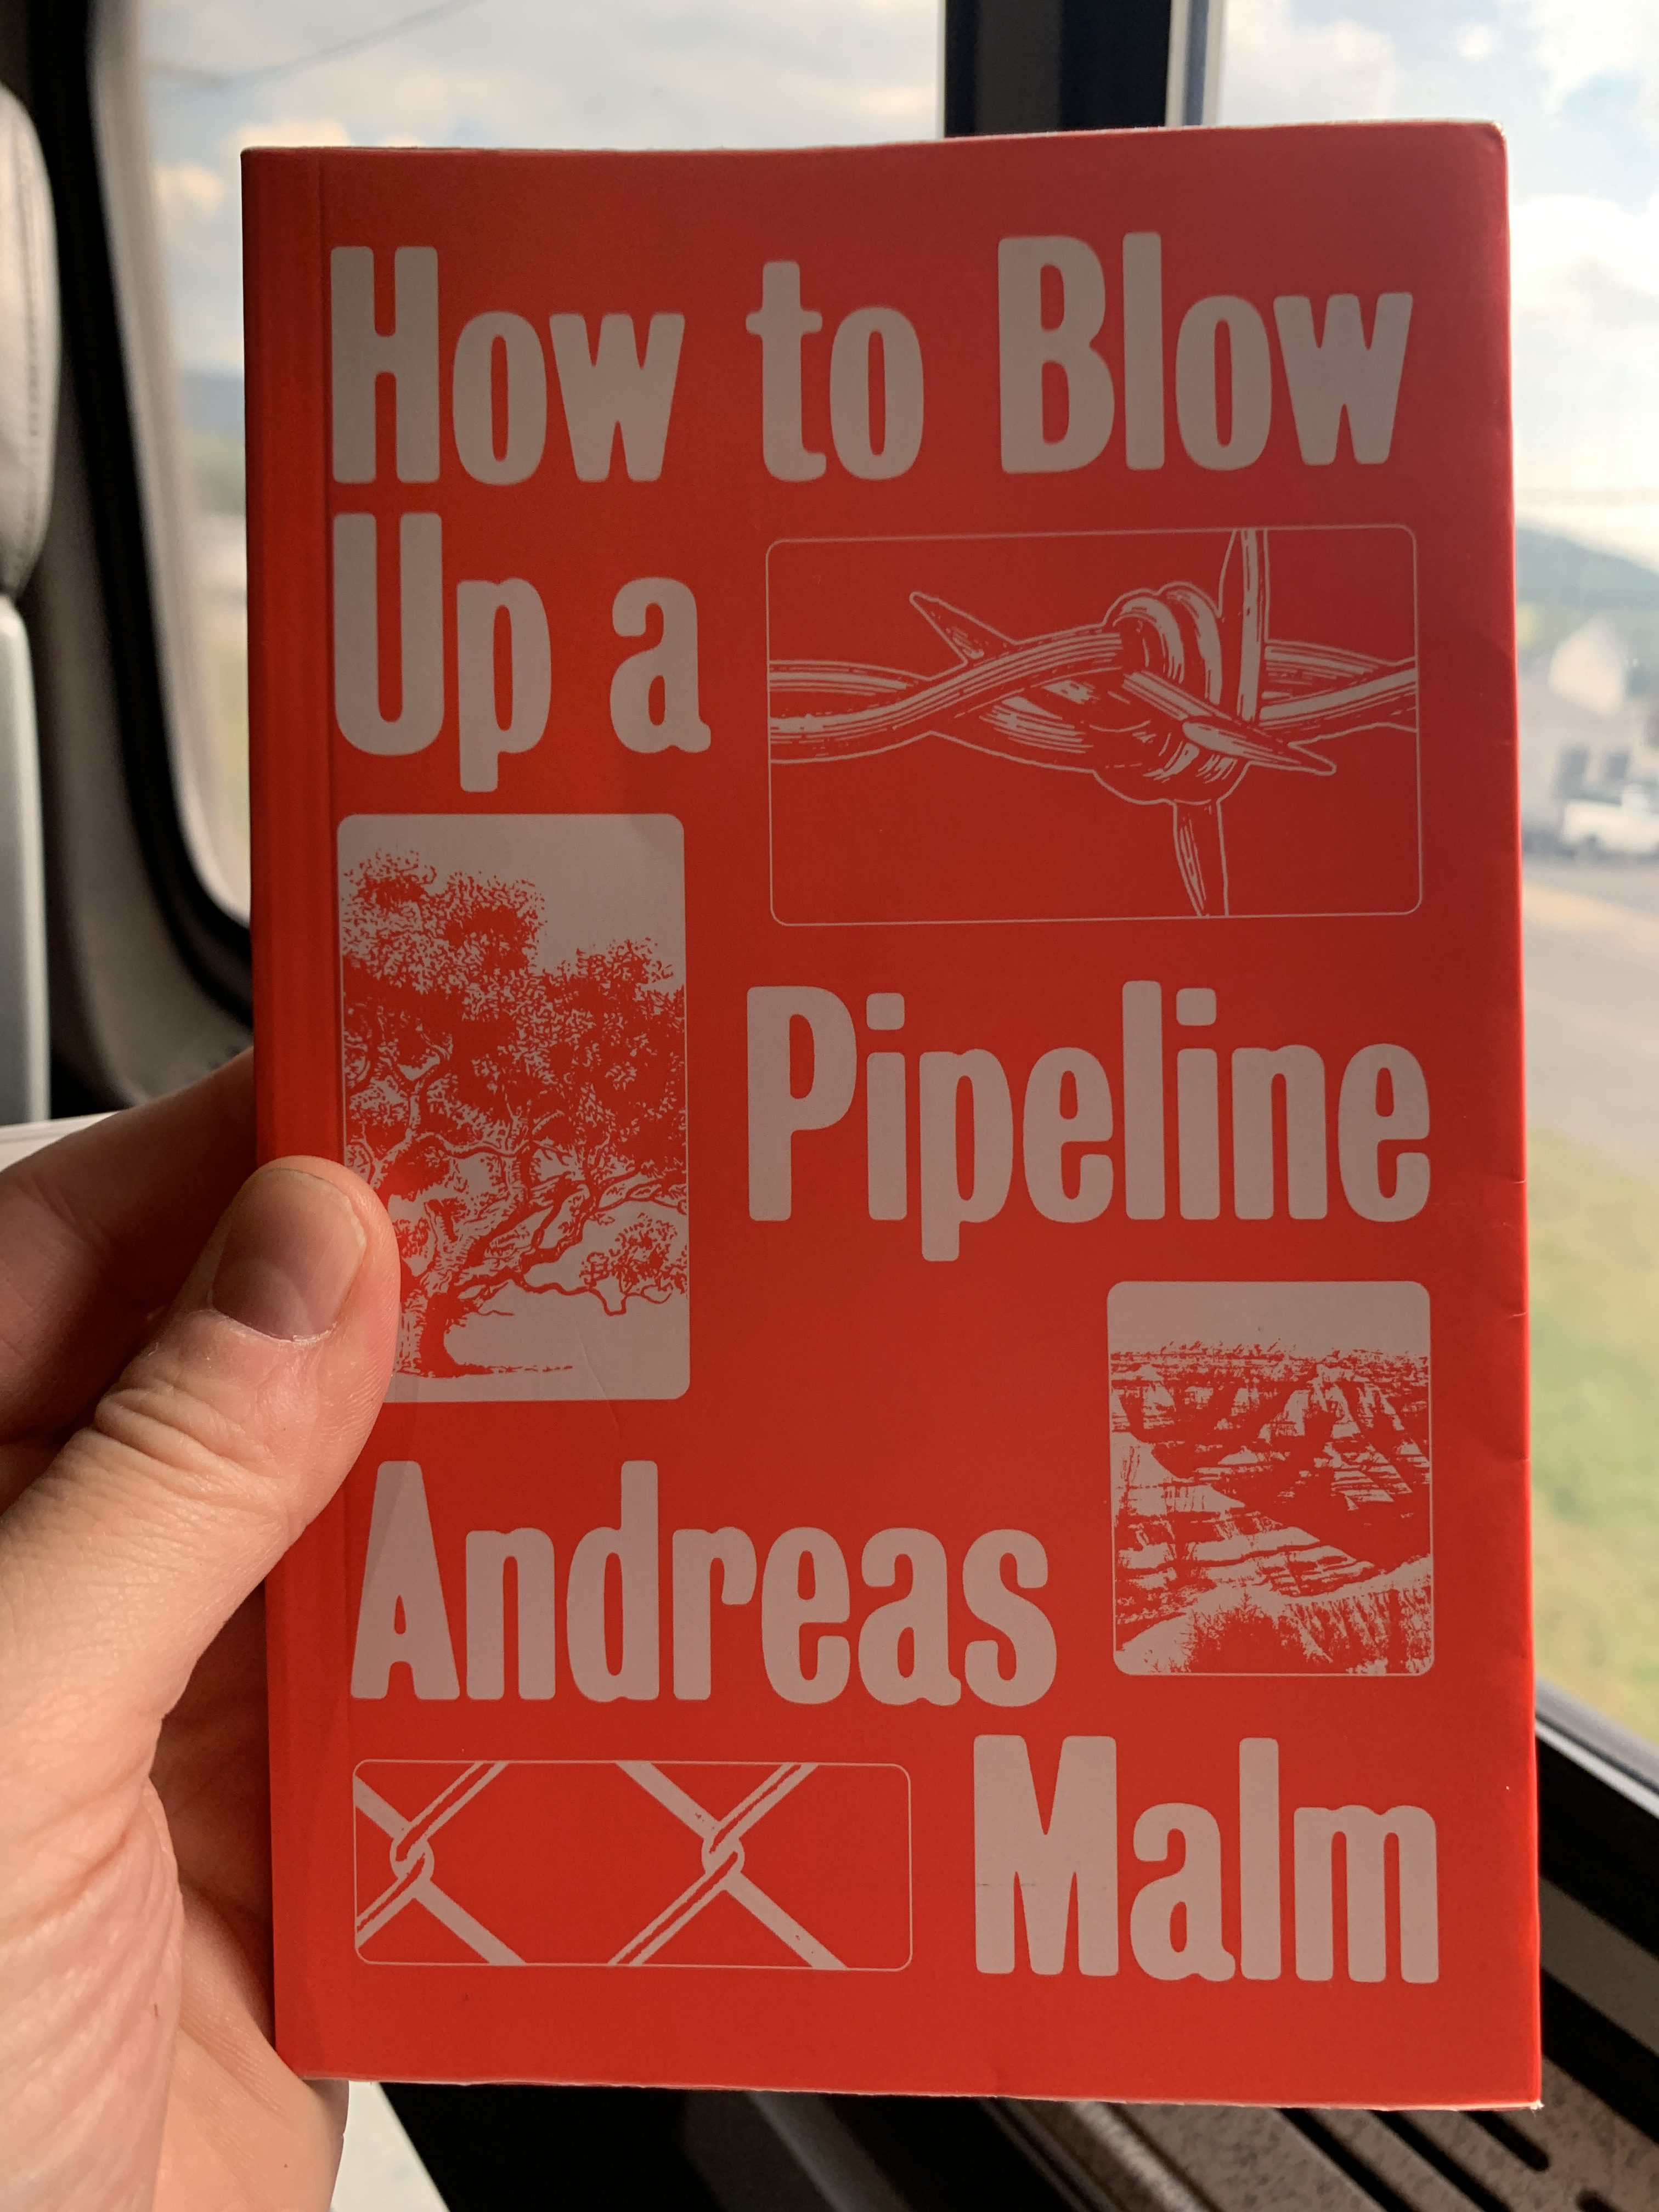 How to Blow
Up a
Pipeline
Andreas
Malm